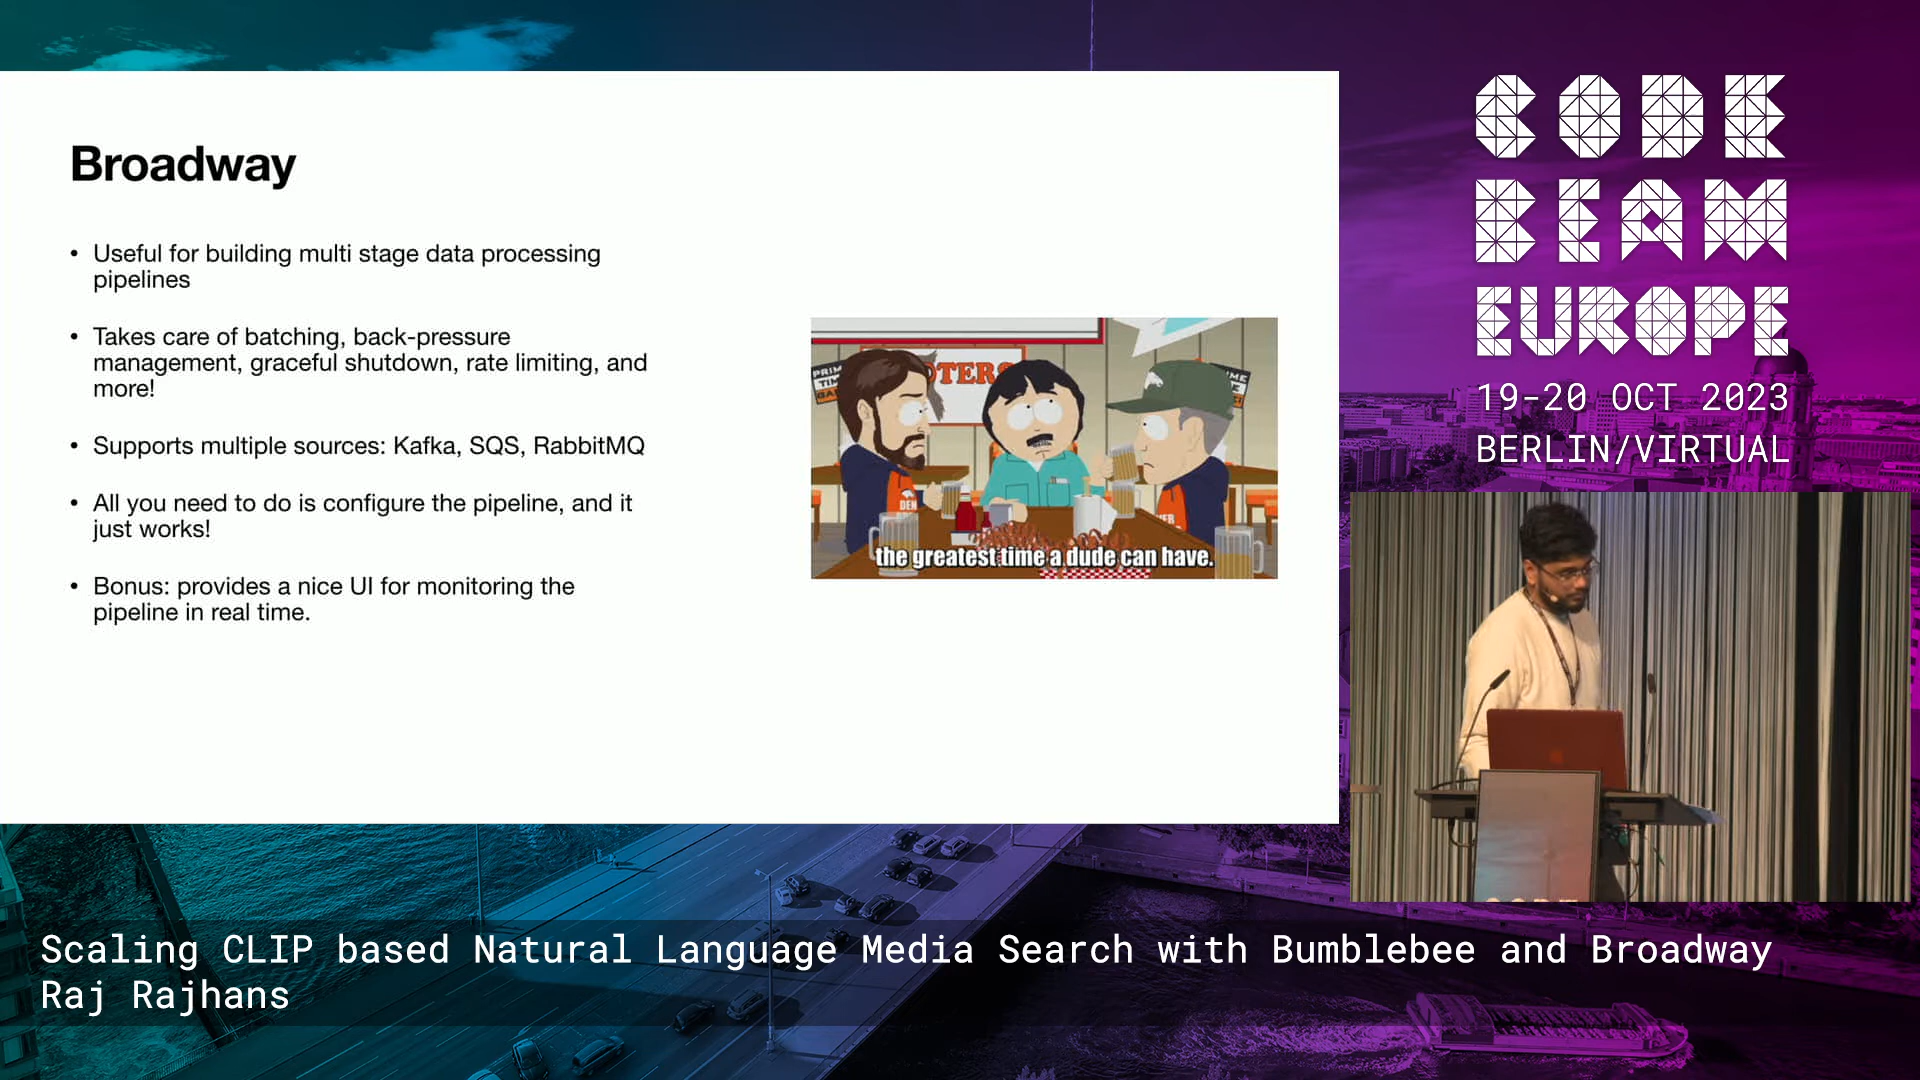 Broadway
• Useful for building multi stage data processing
pipelines
• Takes care of batching, back-pressure
management, graceful shutdown, rate limiting, and
more!
• Supports multiple sources: Kafka, SQS, RabbitMQ
• All you need to do is configure the pipeline, and it
just works!
• Bonus: provides a nice UI for monitoring the
pipeline in real time.
the greatest time a dude can have.
CODE
BEAM
EUROPE
19-20 OCT 2023
BERLIN/VIRTUAL
Scaling CLIP based Natural Language Media Search with Bumblebee and Broadway
Raj Rajhans